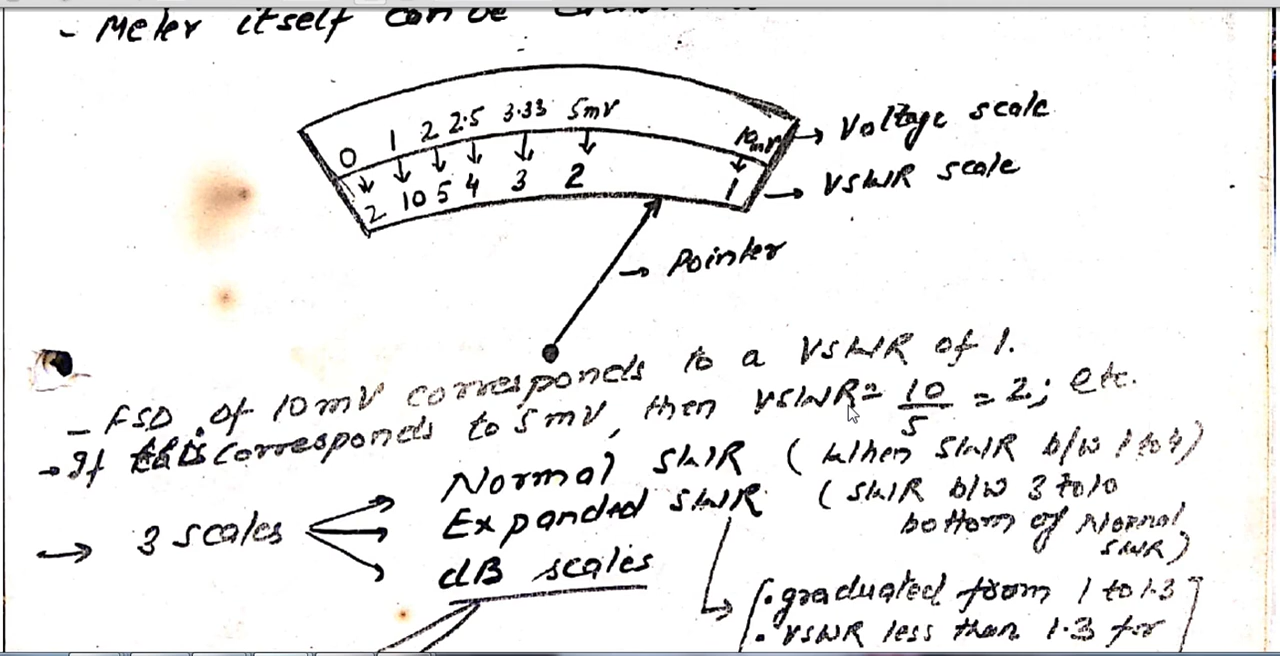 - Meter itself can be
0 1 2 2.5 3.33 5mV 10mV → Voltage scale
2 10 5 4 3 2 1 → VSWR scale
→ Pointer
- FSD of 10mV corresponds to a VSWR of 1.
→ If this corresponds to 5mV, then VSWR = 10/5 = 2; etc.
→ 3 scales
Normal SWR (When SWR b/w 1 to 4)
Expanded SWR (SWR b/w 3 to 10
bottom of Normal
SWR)
dB scales
• graduated from 1 to 1.3
• VSWR less than 1.3 for